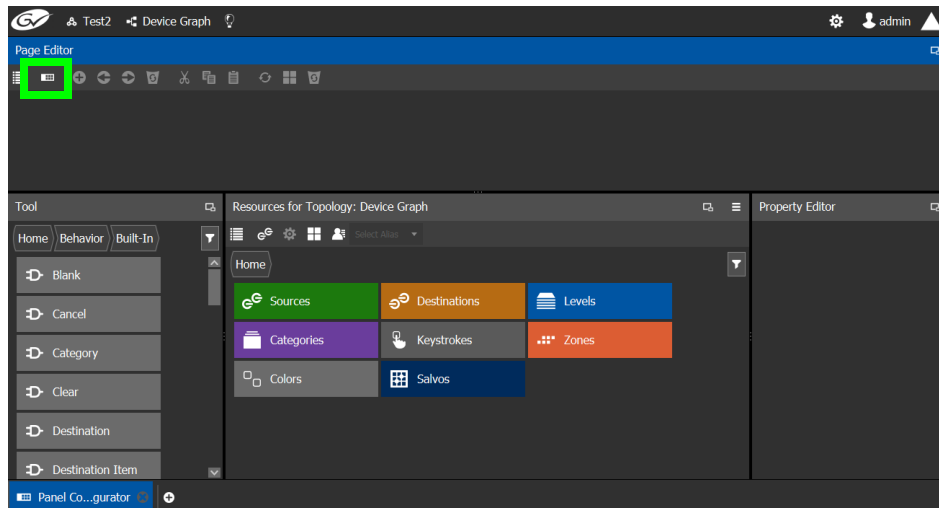 GV Test2 Device Graph admin
Page Editor
Tool
Resources for Topology: Device Graph
Property Editor
Home Behavior Built-In
Select Alias
Home
Blank
Cancel
Category
Clear
Destination
Destination Item
Sources Destinations Levels
Categories Keystrokes Zones
Colors Salvos
Panel Co...gurator